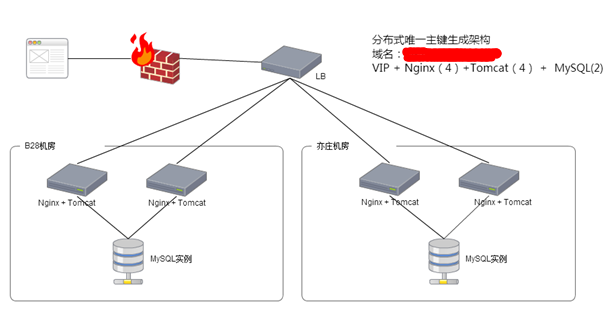 分布式唯一主键生成架构
域名：
VIP + Nginx（4）+Tomcat（4） +  MySQL(2)
LB
B28机房
亦庄机房
Nginx + Tomcat
Nginx + Tomcat
Nginx + Tomcat
Nginx + Tomcat
MySQL实例
MySQL实例